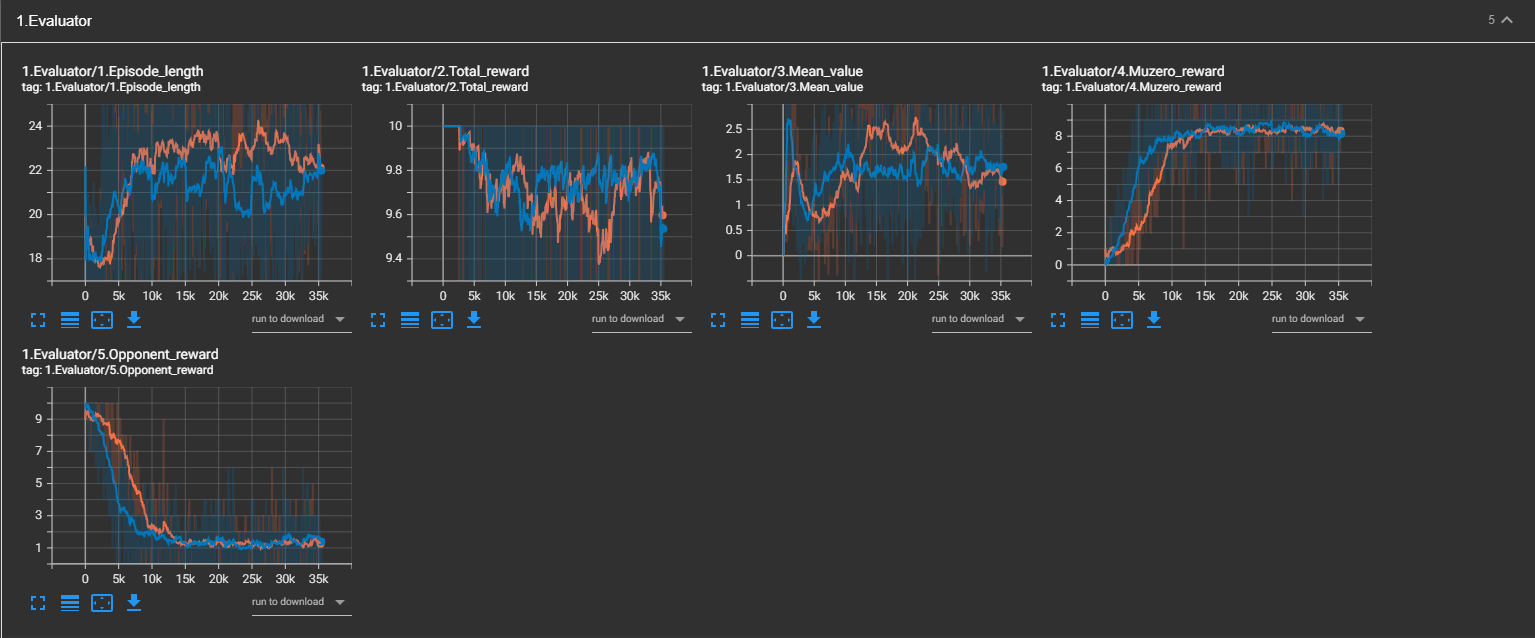 1.Evaluator
5
1.Evaluator/1.Episode_length
tag: 1.Evaluator/1.Episode_length
24
22
20
18
0 5k 10k 15k 20k 25k 30k 35k
run to download
1.Evaluator/2.Total_reward
tag: 1.Evaluator/2.Total_reward
10
9.8
9.6
9.4
0 5k 10k 15k 20k 25k 30k 35k
run to download
1.Evaluator/3.Mean_value
tag: 1.Evaluator/3.Mean_value
2.5
2
1.5
1
0.5
0
0 5k 10k 15k 20k 25k 30k 35k
run to download
1.Evaluator/4.Muzero_reward
tag: 1.Evaluator/4.Muzero_reward
8
6
4
2
0
0 5k 10k 15k 20k 25k 30k 35k
run to download
1.Evaluator/5.Opponent_reward
tag: 1.Evaluator/5.Opponent_reward
9
7
5
3
1
0 5k 10k 15k 20k 25k 30k 35k
run to download